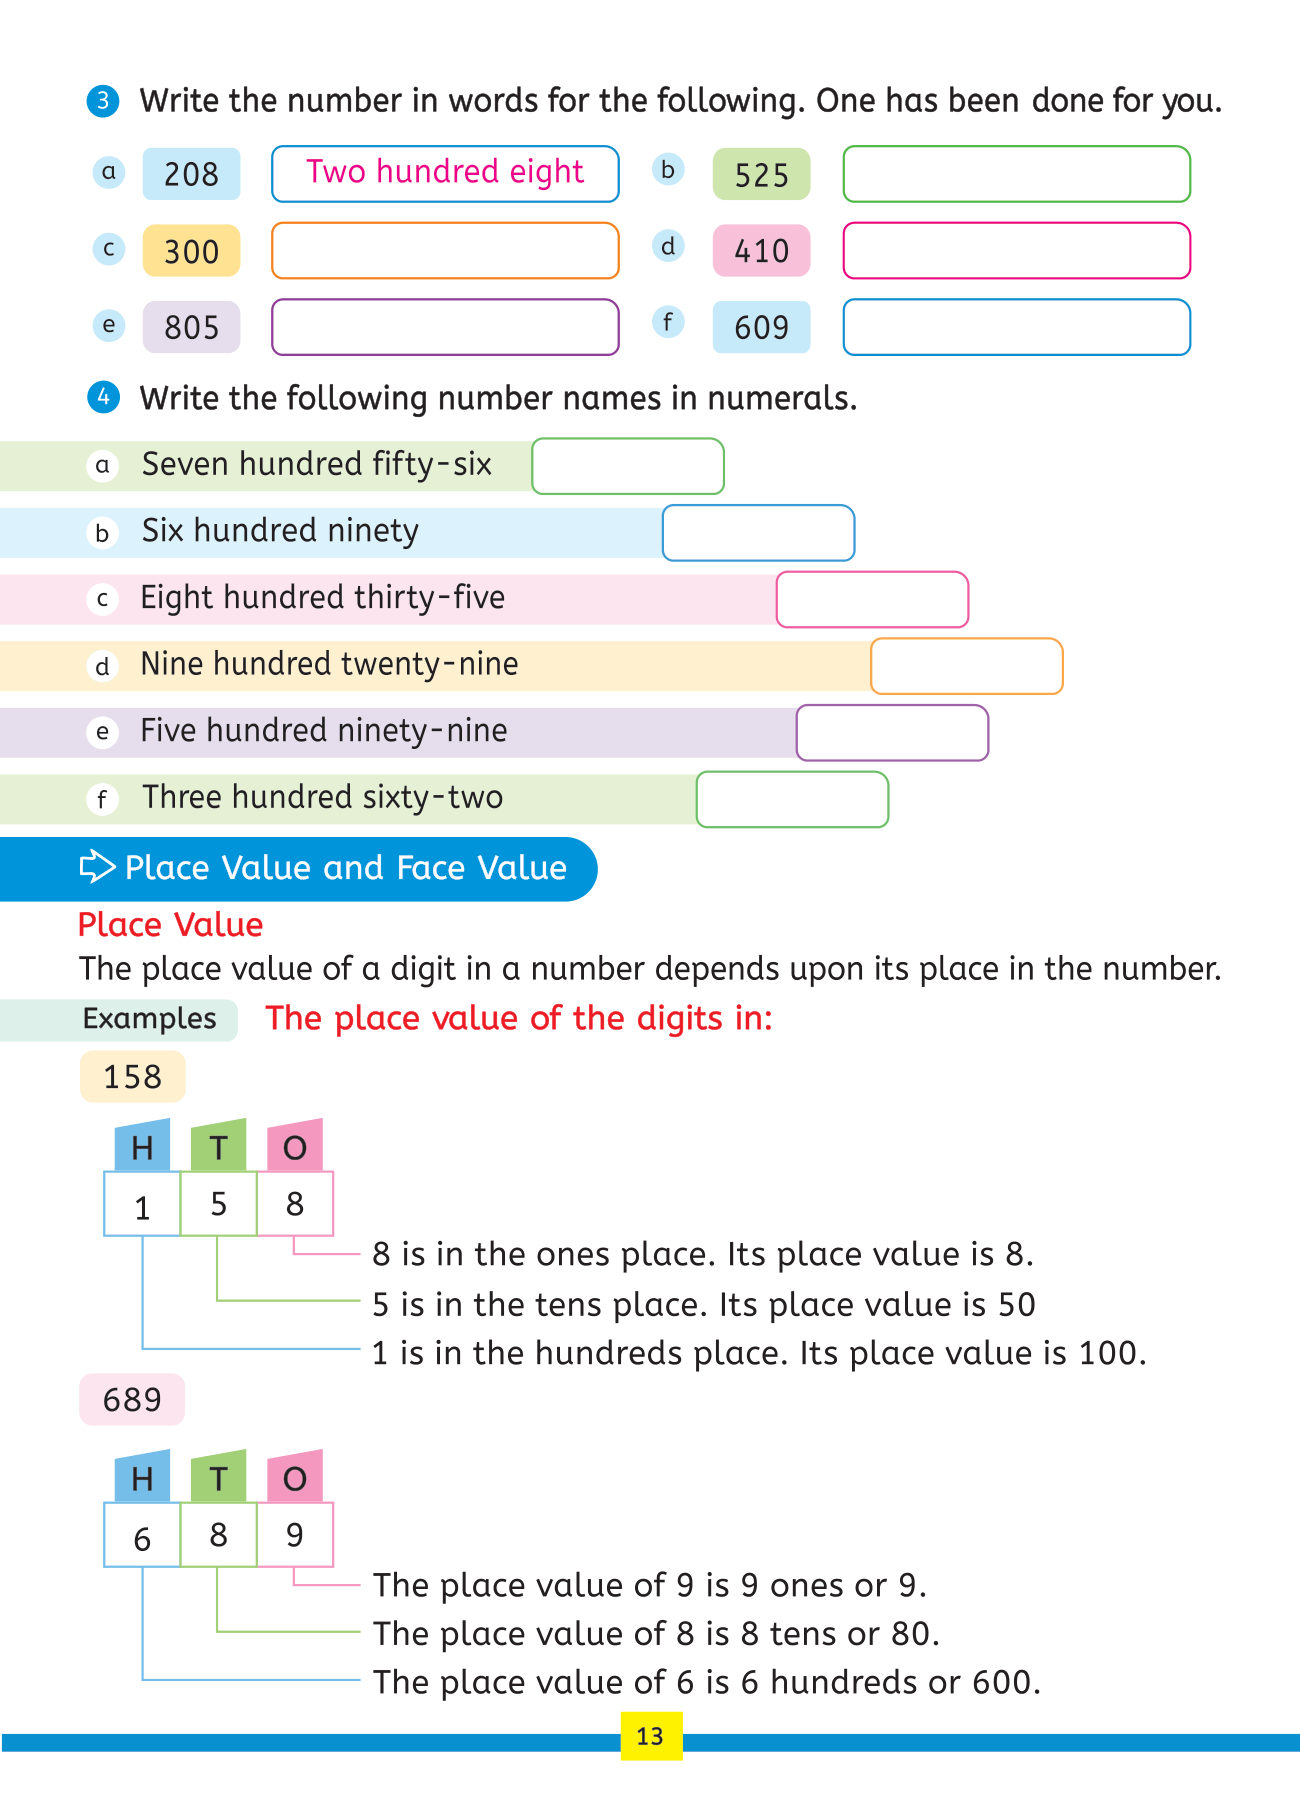 3 Write the number in words for the following. One has been done for you.
a 208 Two hundred eight b 525
c 300 d 410
e 805 f 609
4 Write the following number names in numerals.
a Seven hundred fifty-six
b Six hundred ninety
c Eight hundred thirty-five
d Nine hundred twenty-nine
e Five hundred ninety-nine
f Three hundred sixty-two
Place Value and Face Value
Place Value
The place value of a digit in a number depends upon its place in the number.
Examples The place value of the digits in:
158
H T O
1 5 8
8 is in the ones place. Its place value is 8.
5 is in the tens place. Its place value is 50
1 is in the hundreds place. Its place value is 100.
689
H T O
6 8 9
The place value of 9 is 9 ones or 9.
The place value of 8 is 8 tens or 80.
The place value of 6 is 6 hundreds or 600.
13